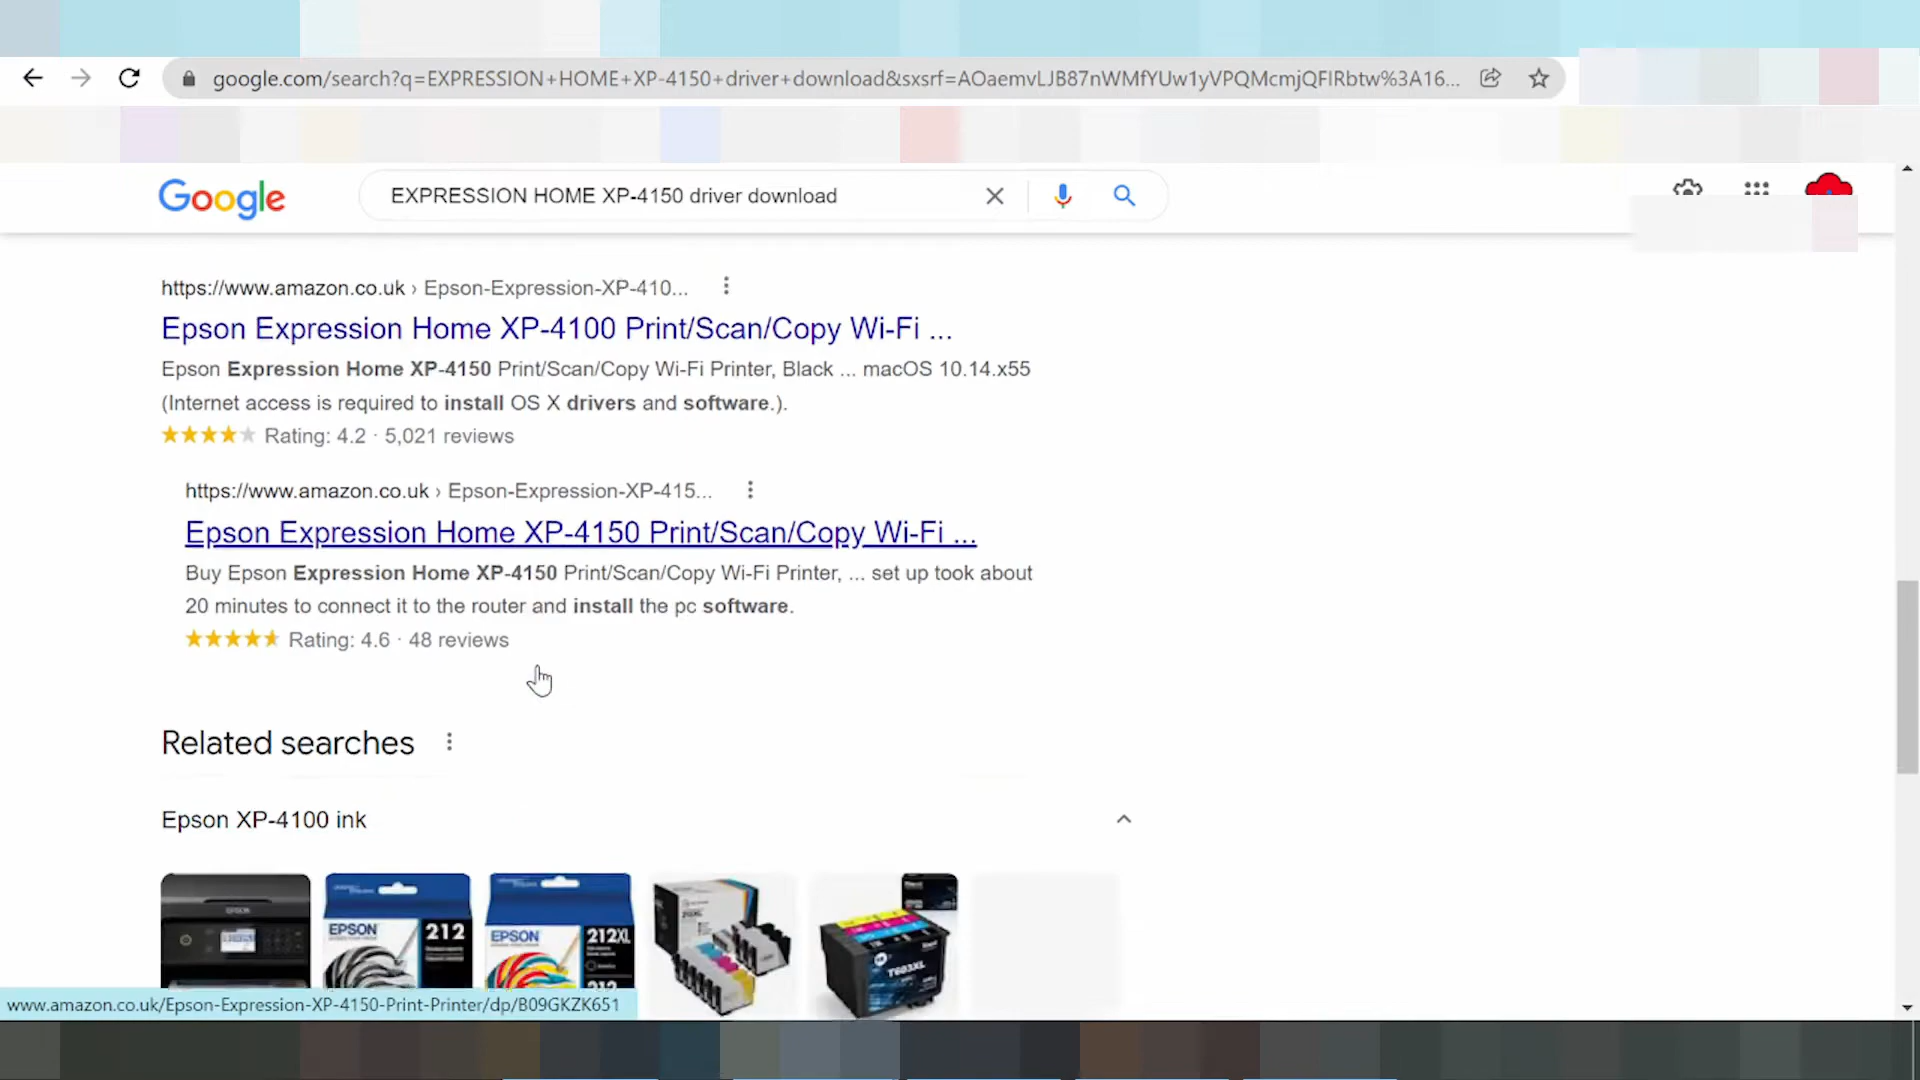 google.com/search?q=EXPRESSION+HOME+XP-4150+driver+download&sxsrf=AOaemvLJB87nWMfYUw1yVPQMcmjQFIRbtw%3A16...
Google
EXPRESSION HOME XP-4150 driver download
https://www.amazon.co.uk › Epson-Expression-XP-410...
Epson Expression Home XP-4100 Print/Scan/Copy Wi-Fi ...
Epson Expression Home XP-4150 Print/Scan/Copy Wi-Fi Printer, Black ... macOS 10.14.x55
(Internet access is required to install OS X drivers and software.).
Rating: 4.2 · 5,021 reviews
https://www.amazon.co.uk › Epson-Expression-XP-415...
Epson Expression Home XP-4150 Print/Scan/Copy Wi-Fi ...
Buy Epson Expression Home XP-4150 Print/Scan/Copy Wi-Fi Printer, ... set up took about
20 minutes to connect it to the router and install the pc software.
Rating: 4.6 · 48 reviews
Related searches
Epson XP-4100 ink
EPSON
EPSON 212
EPSON 212XL
212
T603XL
www.amazon.co.uk/Epson-Expression-XP-4150-Print-Printer/dp/B09GKZK651